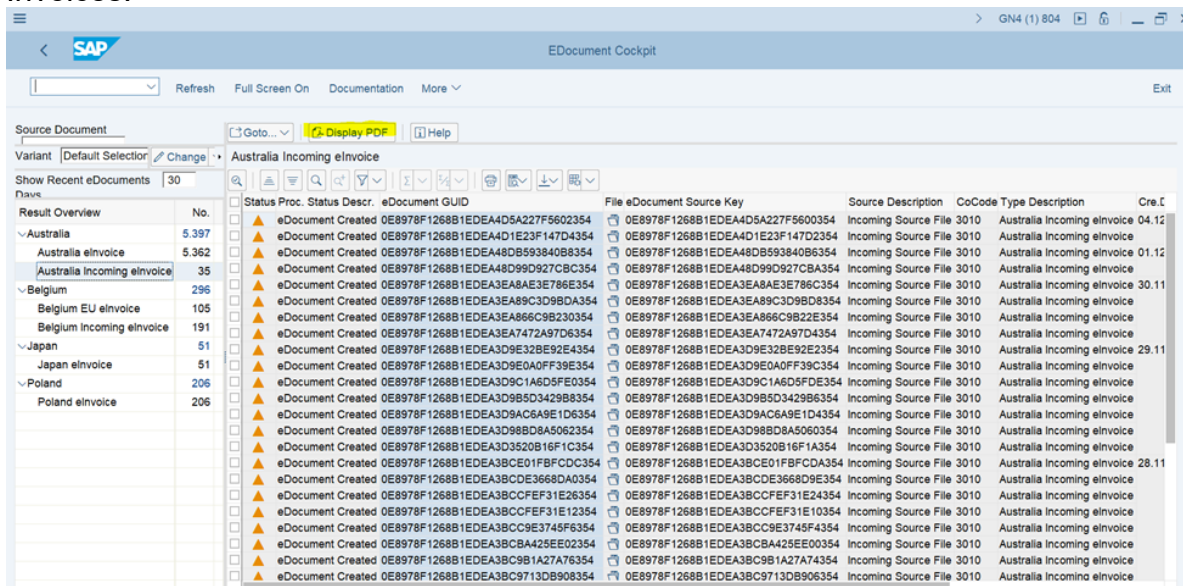 GN4 (1) 804
SAP
EDocument Cockpit
Refresh Full Screen On Documentation More Exit
Source Document
Goto... Display PDF Help
Variant Default Selection Change
Australia Incoming eInvoice
Show Recent eDocuments 30
Days
Result Overview No.
Australia 5.397
Australia eInvoice 5.362
Australia Incoming eInvoice 35
Belgium 296
Belgium EU eInvoice 105
Belgium Incoming eInvoice 191
Japan 51
Japan eInvoice 51
Poland 206
Poland eInvoice 206
Status Proc. Status Descr. eDocument GUID File eDocument Source Key Source Description CoCode Type Description Cre.D
eDocument Created 0E8978F1268B1EDEA4D5A227F5602354 0E8978F1268B1EDEA4D5A227F5600354 Incoming Source File 3010 Australia Incoming eInvoice 04.12
eDocument Created 0E8978F1268B1EDEA4D1E23F147D4354 0E8978F1268B1EDEA4D1E23F147D2354 Incoming Source File 3010 Australia Incoming eInvoice
eDocument Created 0E8978F1268B1EDEA48DB593840B8354 0E8978F1268B1EDEA48DB593840B6354 Incoming Source File 3010 Australia Incoming eInvoice 01.12
eDocument Created 0E8978F1268B1EDEA48D99D927CBC354 0E8978F1268B1EDEA48D99D927CBA354 Incoming Source File 3010 Australia Incoming eInvoice
eDocument Created 0E8978F1268B1EDEA3EA8AE3E786E354 0E8978F1268B1EDEA3EA8AE3E786C354 Incoming Source File 3010 Australia Incoming eInvoice 30.11
eDocument Created 0E8978F1268B1EDEA3EA89C3D9BDA354 0E8978F1268B1EDEA3EA89C3D9BD8354 Incoming Source File 3010 Australia Incoming eInvoice
eDocument Created 0E8978F1268B1EDEA3EA866C9B230354 0E8978F1268B1EDEA3EA866C9B22E354 Incoming Source File 3010 Australia Incoming eInvoice
eDocument Created 0E8978F1268B1EDEA3EA7472A97D6354 0E8978F1268B1EDEA3EA7472A97D4354 Incoming Source File 3010 Australia Incoming eInvoice
eDocument Created 0E8978F1268B1EDEA3D9E32BE92E4354 0E8978F1268B1EDEA3D9E32BE92E2354 Incoming Source File 3010 Australia Incoming eInvoice 29.11
eDocument Created 0E8978F1268B1EDEA3D9E0A0FF39E354 0E8978F1268B1EDEA3D9E0A0FF39C354 Incoming Source File 3010 Australia Incoming eInvoice
eDocument Created 0E8978F1268B1EDEA3D9C1A6D5FE0354 0E8978F1268B1EDEA3D9C1A6D5FDE354 Incoming Source File 3010 Australia Incoming eInvoice
eDocument Created 0E8978F1268B1EDEA3D9B5D3429B8354 0E8978F1268B1EDEA3D9B5D3429B6354 Incoming Source File 3010 Australia Incoming eInvoice
eDocument Created 0E8978F1268B1EDEA3D9AC6A9E1D6354 0E8978F1268B1EDEA3D9AC6A9E1D4354 Incoming Source File 3010 Australia Incoming eInvoice
eDocument Created 0E8978F1268B1EDEA3D98BD8A5062354 0E8978F1268B1EDEA3D98BD8A5060354 Incoming Source File 3010 Australia Incoming eInvoice
eDocument Created 0E8978F1268B1EDEA3D3520B16F1C354 0E8978F1268B1EDEA3D3520B16F1A354 Incoming Source File 3010 Australia Incoming eInvoice
eDocument Created 0E8978F1268B1EDEA3BCE01FBFCDC354 0E8978F1268B1EDEA3BCE01FBFCDA354 Incoming Source File 3010 Australia Incoming eInvoice 28.11
eDocument Created 0E8978F1268B1EDEA3BCDE3668DA0354 0E8978F1268B1EDEA3BCDE3668D9E354 Incoming Source File 3010 Australia Incoming eInvoice
eDocument Created 0E8978F1268B1EDEA3BCCFEF31E26354 0E8978F1268B1EDEA3BCCFEF31E24354 Incoming Source File 3010 Australia Incoming eInvoice
eDocument Created 0E8978F1268B1EDEA3BCCFEF31E12354 0E8978F1268B1EDEA3BCCFEF31E10354 Incoming Source File 3010 Australia Incoming eInvoice
eDocument Created 0E8978F1268B1EDEA3BCC9E3745F6354 0E8978F1268B1EDEA3BCC9E3745F4354 Incoming Source File 3010 Australia Incoming eInvoice
eDocument Created 0E8978F1268B1EDEA3BCBA425EE02354 0E8978F1268B1EDEA3BCBA425EE00354 Incoming Source File 3010 Australia Incoming eInvoice
eDocument Created 0E8978F1268B1EDEA3BC9B1A27A76354 0E8978F1268B1EDEA3BC9B1A27A74354 Incoming Source File 3010 Australia Incoming eInvoice
eDocument Created 0E8978F1268B1EDEA3BC9713DB908354 0E8978F1268B1EDEA3BC9713DB906354 Incoming Source File 3010 Australia Incoming eInvoice